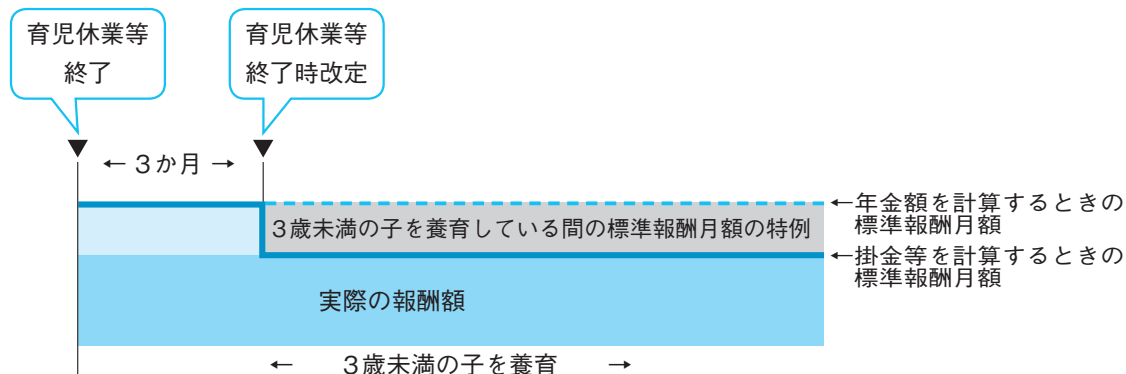 育児休業等
終了
育児休業等
終了時改定
← 3か月 →
3歳未満の子を養育している間の標準報酬月額の特例
←年金額を計算するときの
標準報酬月額
←掛金等を計算するときの
標準報酬月額
実際の報酬額
← 3歳未満の子を養育 →